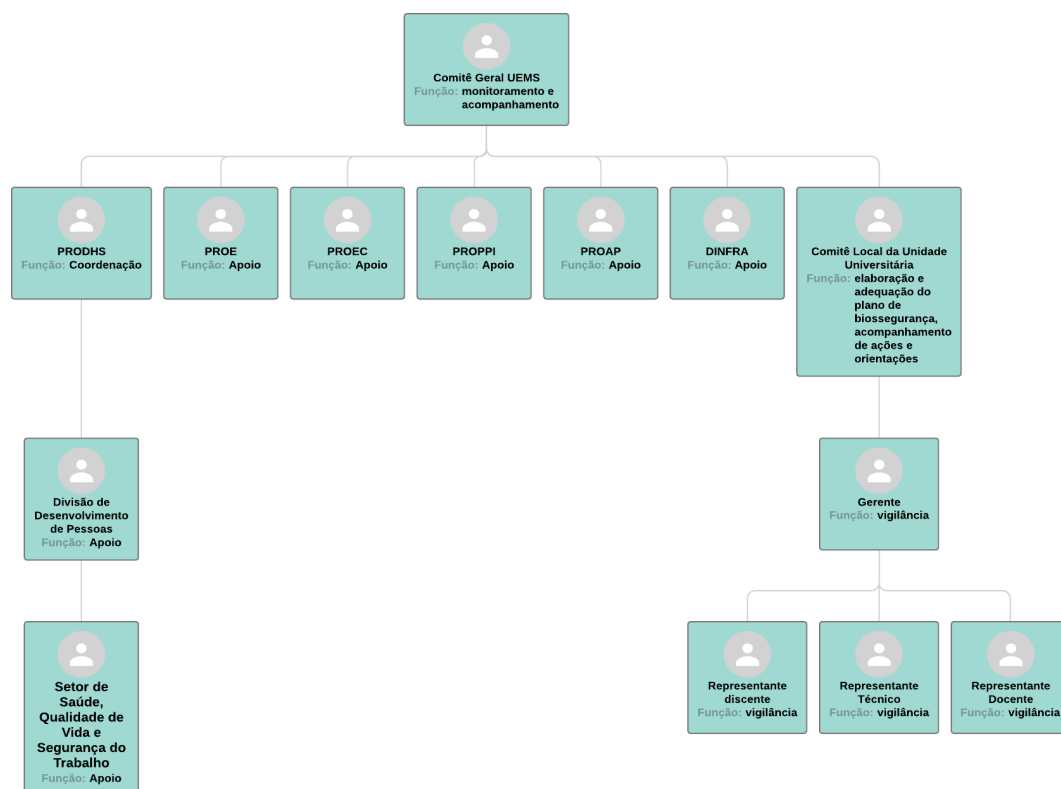 Comitê Geral UEMS
Função: monitoramento e
acompanhamento
PRODHS
Função: Coordenação
PROE
Função: Apoio
PROEC
Função: Apoio
PROPPI
Função: Apoio
PROAP
Função: Apoio
DINFRA
Função: Apoio
Comitê Local da Unidade
Universitária
Função: elaboração e
adequação do
plano de
biossegurança,
acompanhamento
de ações e
orientações
Divisão de
Desenvolvimento
de Pessoas
Função: Apoio
Gerente
Função: vigilância
Setor de
Saúde,
Qualidade de
Vida e
Segurança do
Trabalho
Função: Apoio
Representante
discente
Função: vigilância
Representante
Técnico
Função: vigilância
Representante
Docente
Função: vigilância